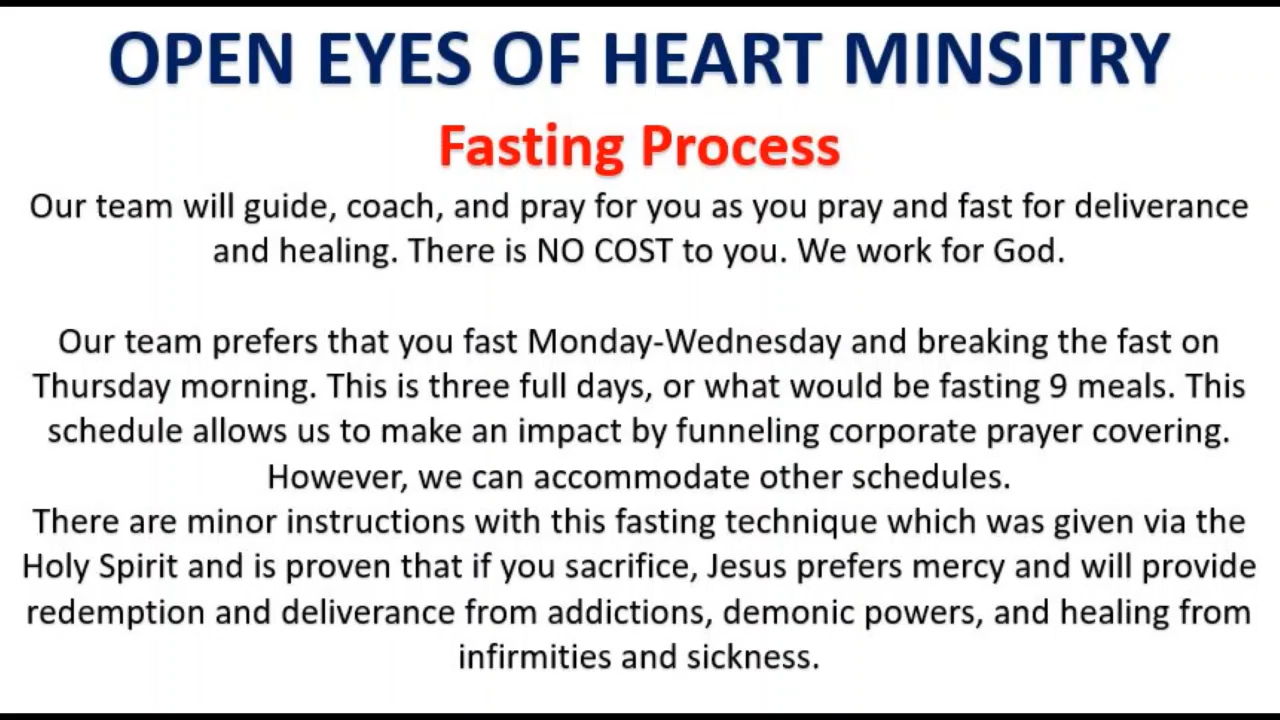 OPEN EYES OF HEART MINSITRY
Fasting Process
Our team will guide, coach, and pray for you as you pray and fast for deliverance
and healing. There is NO COST to you. We work for God.
Our team prefers that you fast Monday-Wednesday and breaking the fast on
Thursday morning. This is three full days, or what would be fasting 9 meals. This
schedule allows us to make an impact by funneling corporate prayer covering.
However, we can accommodate other schedules.
There are minor instructions with this fasting technique which was given via the
Holy Spirit and is proven that if you sacrifice, Jesus prefers mercy and will provide
redemption and deliverance from addictions, demonic powers, and healing from
infirmities and sickness.